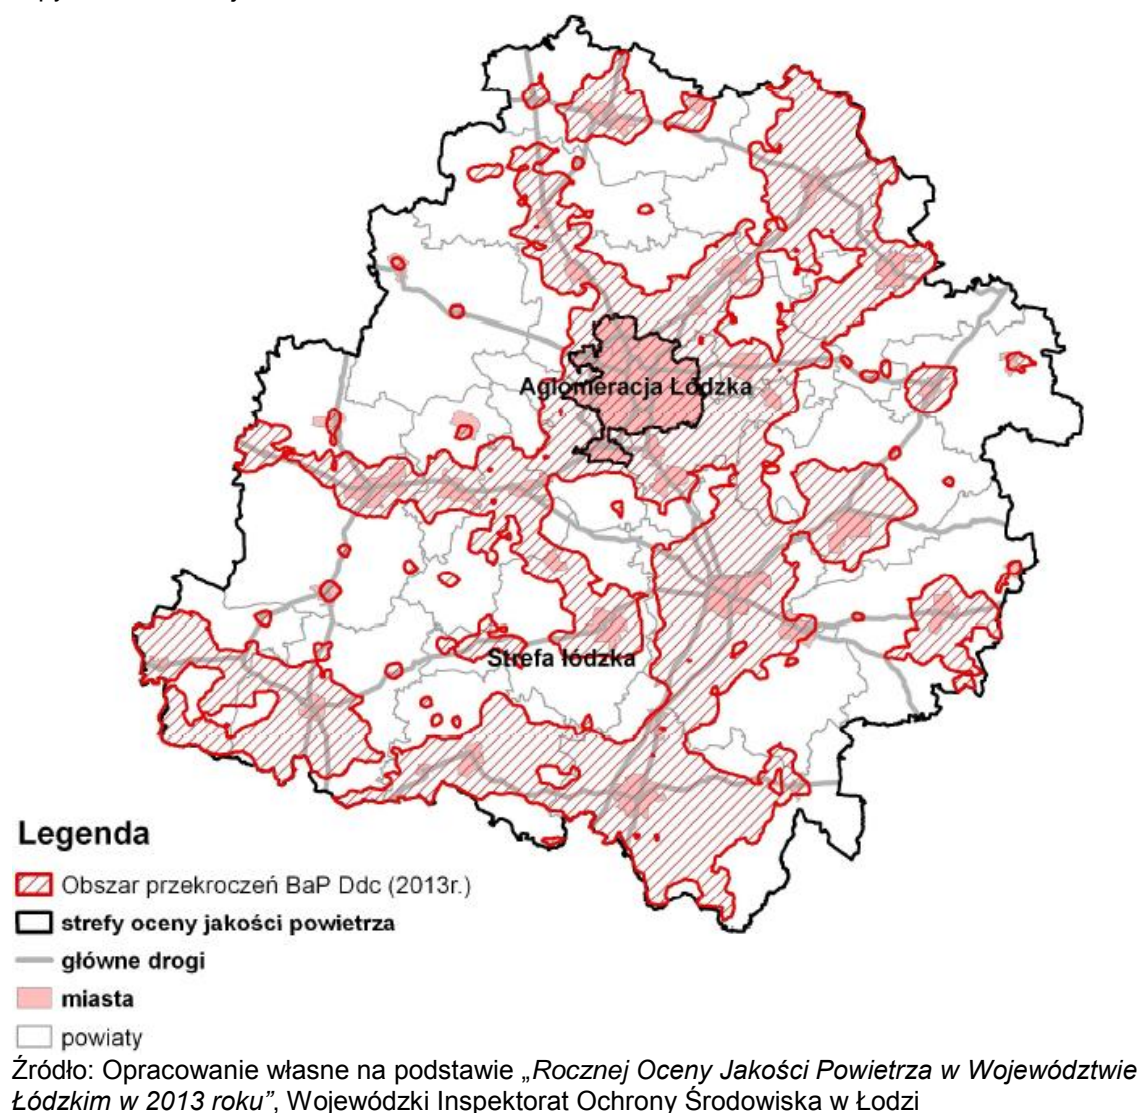 Aglomeracja Łódzka
Strefa łódzka
Legenda
Obszar przekroczeń BaP Ddc (2013r.)
strefy oceny jakości powietrza
główne drogi
miasta
powiaty
Źródło: Opracowanie własne na podstawie „Rocznej Oceny Jakości Powietrza w Województwie
Łódzkim w 2013 roku”, Wojewódzki Inspektorat Ochrony Środowiska w Łodzi